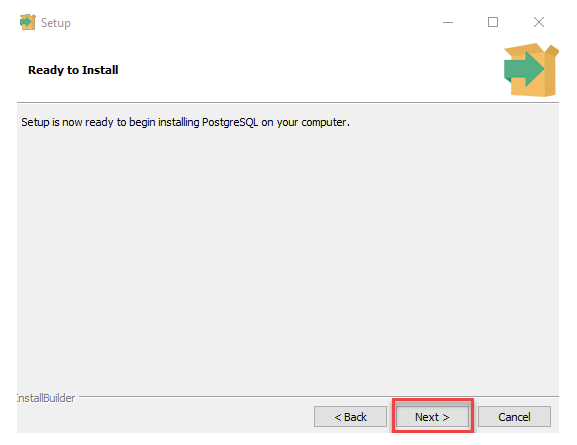 Setup
Ready to Install
Setup is now ready to begin installing PostgreSQL on your computer.
InstallBuilder
< Back
Next >
Cancel